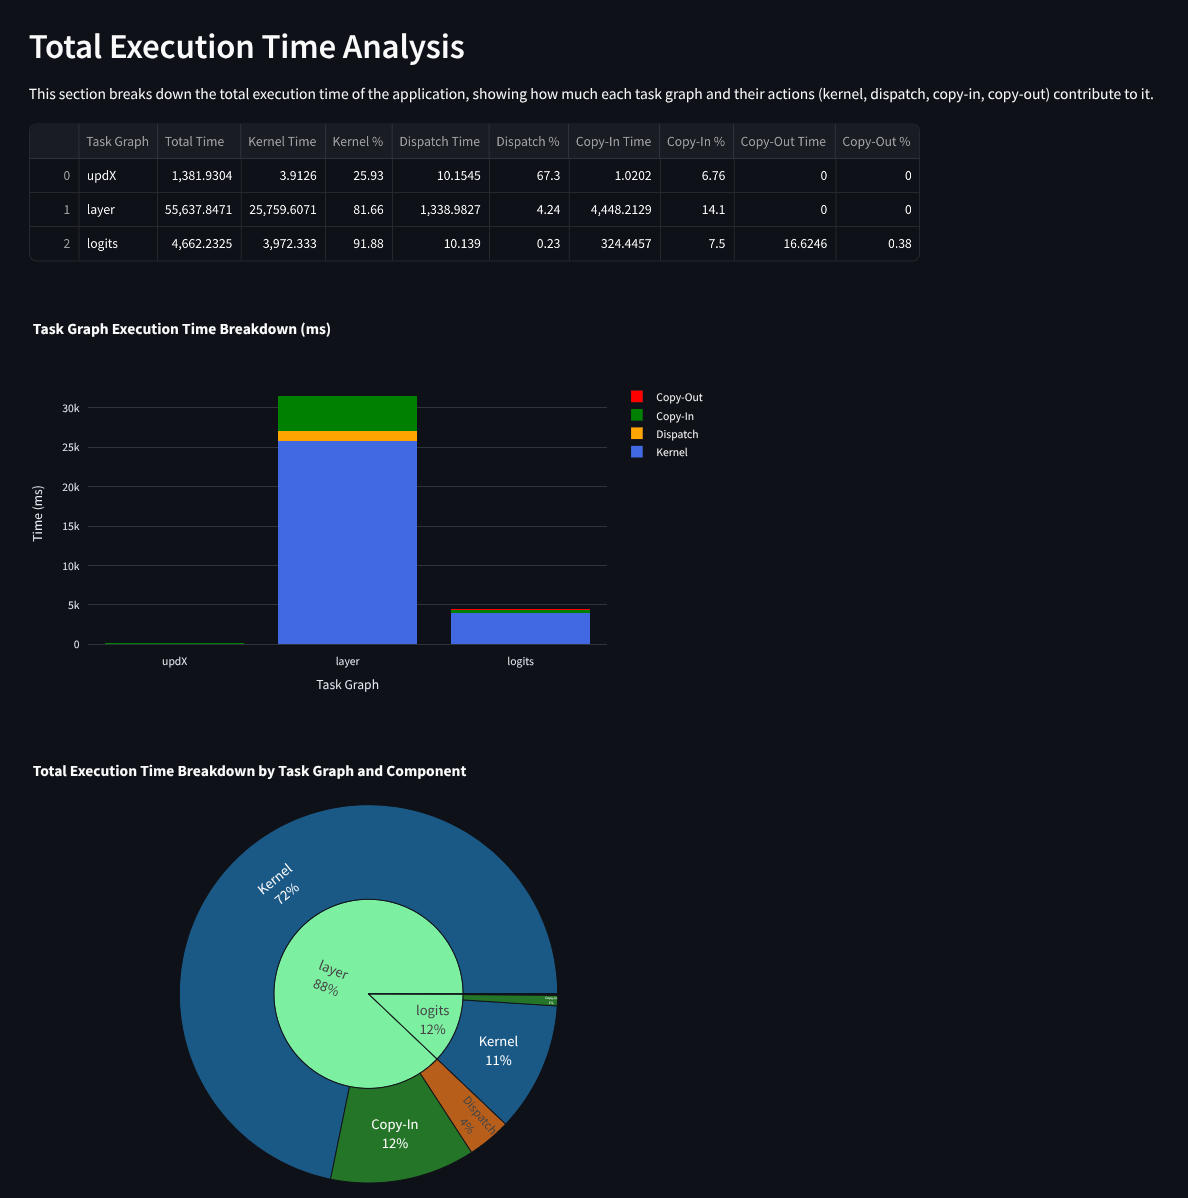 Total Execution Time Analysis
This section breaks down the total execution time of the application, showing how much each task graph and their actions (kernel, dispatch, copy-in, copy-out) contribute to it.
Task Graph Total Time Kernel Time Kernel % Dispatch Time Dispatch % Copy-In Time Copy-In % Copy-Out Time Copy-Out %
0 updX 1,381.9304 3.9126 25.93 10.1545 67.3 1.0202 6.76 0 0
1 layer 55,637.8471 25,759.6071 81.66 1,338.9827 4.24 4,448.2129 14.1 0 0
2 logits 4,662.2325 3,972.333 91.88 10.139 0.23 324.4457 7.5 16.6246 0.38
Task Graph Execution Time Breakdown (ms)
Copy-Out
Copy-In
Dispatch
Kernel
Time (ms)
30k
25k
20k
15k
10k
5k
0
updX layer logits
Task Graph
Total Execution Time Breakdown by Task Graph and Component
Kernel
72%
layer
88%
logits
12%
Copy-In
1%
Kernel
11%
Dispatch
4%
Copy-In
12%